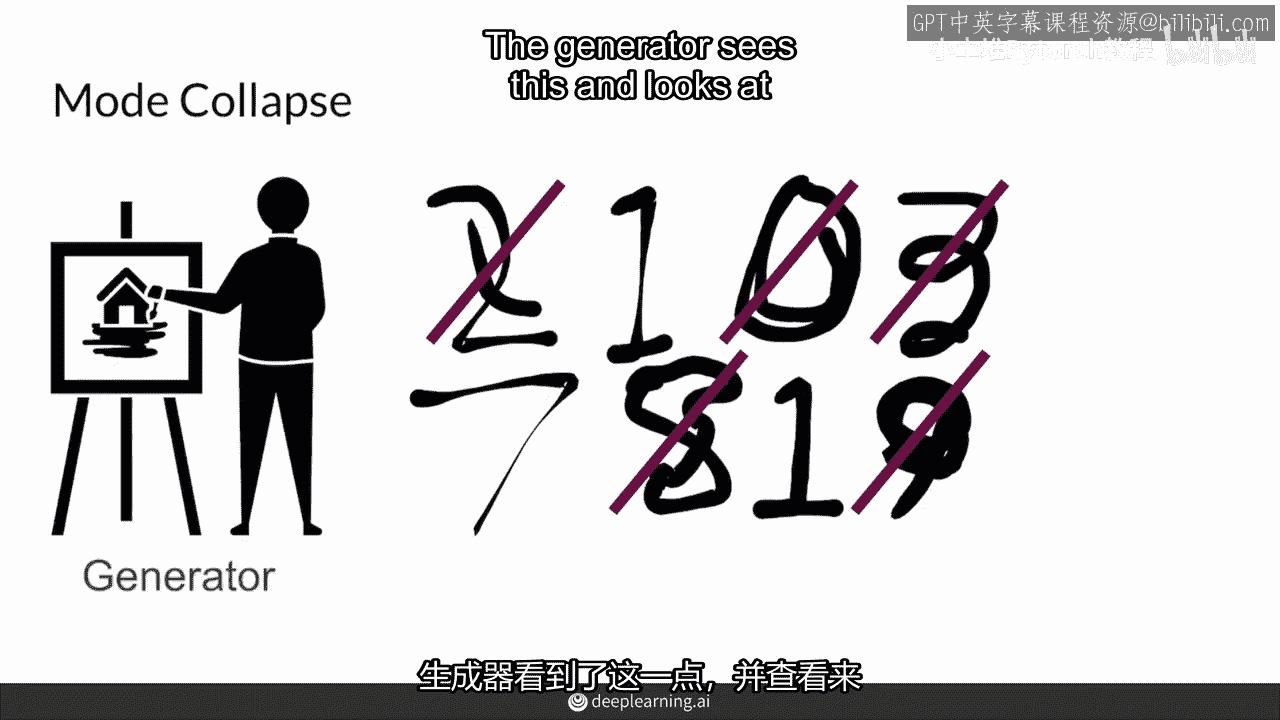 GPT中英字幕课程资源@bilibili.com
The generator sees
this and looks at
Mode Collapse
2 1 0 3
7 8 1 9
Generator
生成器看到了这一点，并查看来
deeplearning.ai